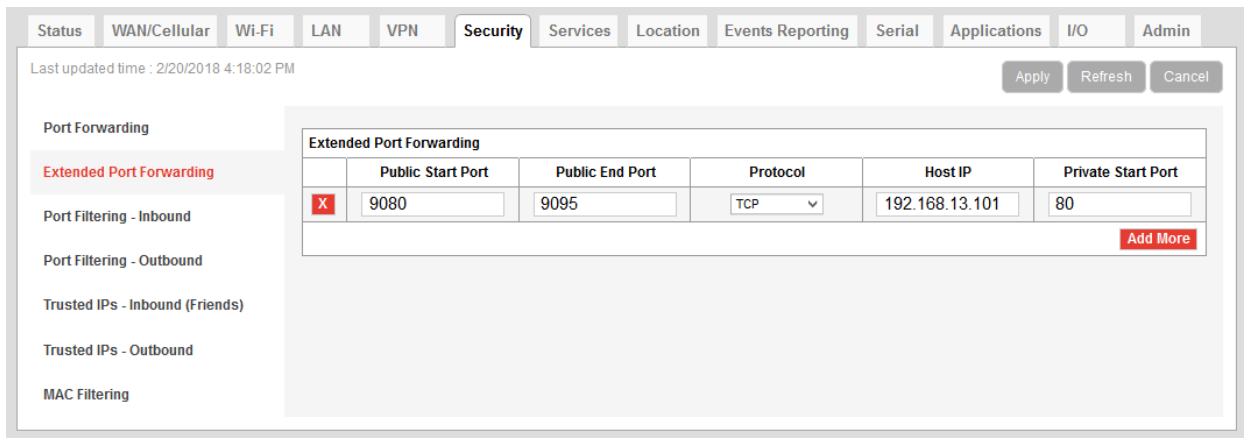 Status WAN/Cellular Wi-Fi LAN VPN Security Services Location Events Reporting Serial Applications I/O Admin
Last updated time : 2/20/2018 4:18:02 PM
Apply Refresh Cancel
Port Forwarding
Extended Port Forwarding
Port Filtering - Inbound
Port Filtering - Outbound
Trusted IPs - Inbound (Friends)
Trusted IPs - Outbound
MAC Filtering
Extended Port Forwarding
Public Start Port Public End Port Protocol Host IP Private Start Port
X 9080 9095 TCP 192.168.13.101 80
Add More